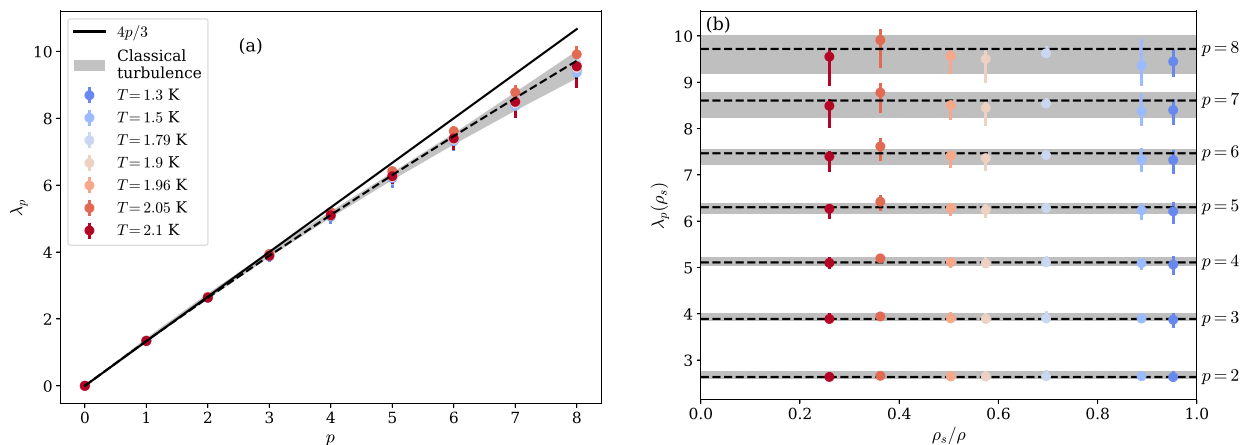 (a)
4p/3
Classical
turbulence
T = 1.3 K
T = 1.5 K
T = 1.79 K
T = 1.9 K
T = 1.96 K
T = 2.05 K
T = 2.1 K
10
8
6
4
2
0
λₚ
0 1 2 3 4 5 6 7 8
p
(b)
10
9
8
7
6
5
4
3
λₚ(ρₛ)
p = 8
p = 7
p = 6
p = 5
p = 4
p = 3
p = 2
0.0 0.2 0.4 0.6 0.8 1.0
ρₛ/ρ